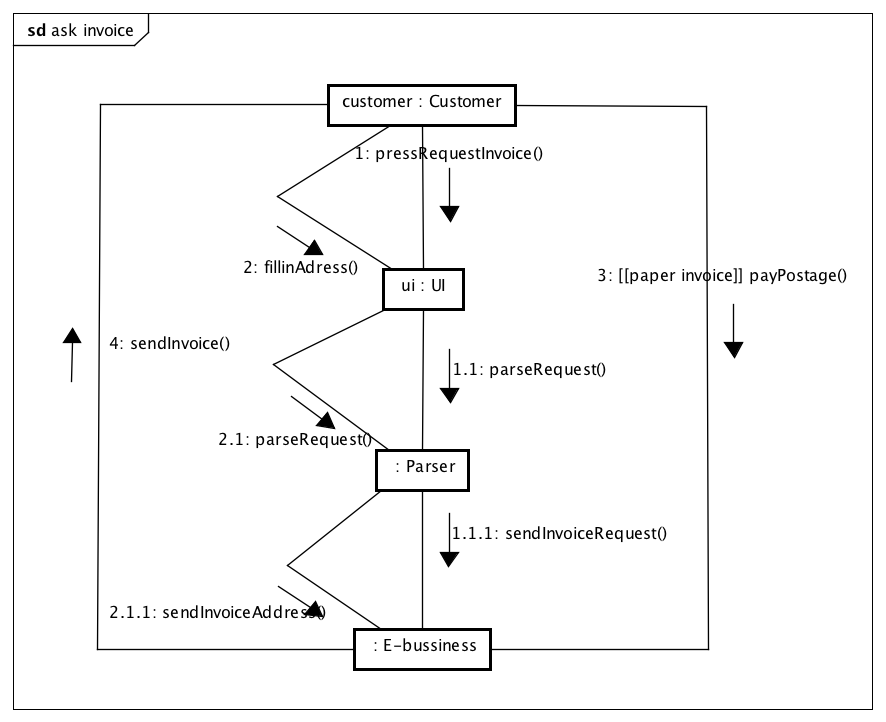 sd ask invoice
customer : Customer
1: pressRequestInvoice()
2: fillinAdress()
ui : UI
3: [[paper invoice]] payPostage()
4: sendInvoice()
1.1: parseRequest()
2.1: parseRequest()
: Parser
1.1.1: sendInvoiceRequest()
2.1.1: sendInvoiceAddress()
: E-bussiness